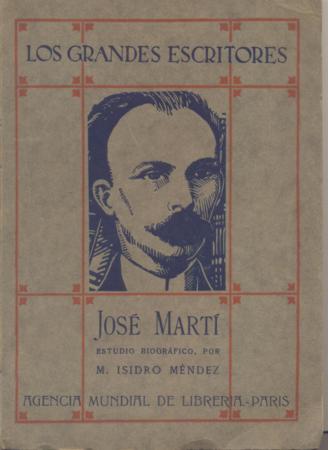 LOS GRANDES ESCRITORES
JOSÉ MARTÍ
ESTUDIO BIOGRÁFICO, POR
M. ISIDRO MÉNDEZ
AGENCIA MUNDIAL DE LIBRERIA.-PARIS